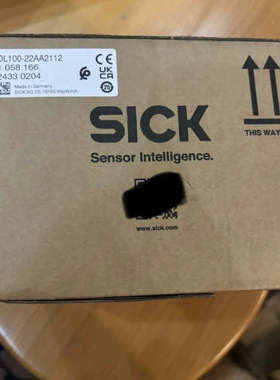 DL100-22AA2112
1 058 166
2433 0204
Made in Germany
SICK AG DE-79183 Waldkirch
UK
CA
SICK
Sensor Intelligence.
THIS WAY
www.sick.com